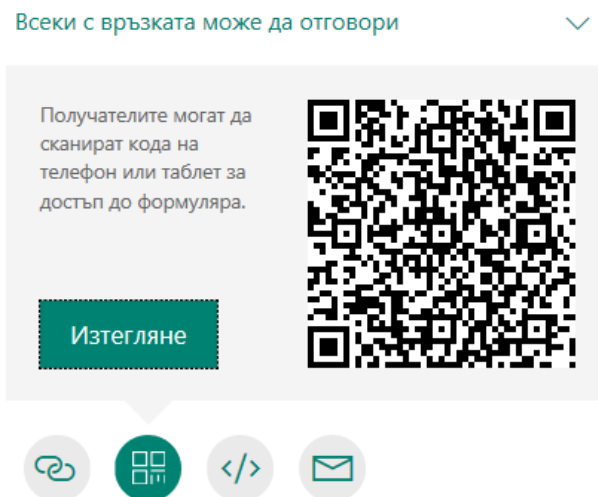 Всеки с връзката може да отговори
Получателите могат да
сканират кода на
телефон или таблет за
достъп до формуляра.
Изтегляне